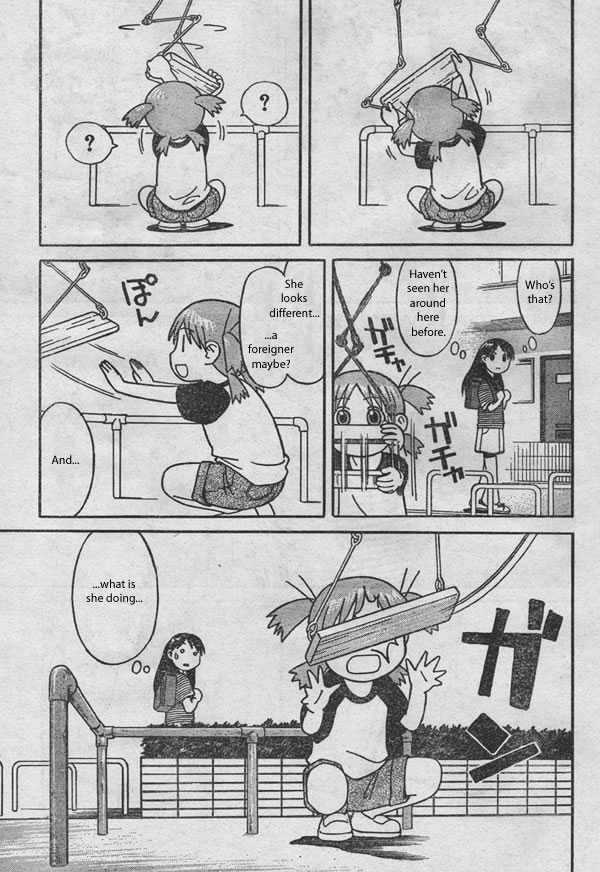 ?
?
Who's
that?
Haven't
seen her
around
here
before.
ガチャ
ガチャ
She
looks
different...
...a
foreigner
maybe?
ぽん
And...
...what is
she doing...
ガン